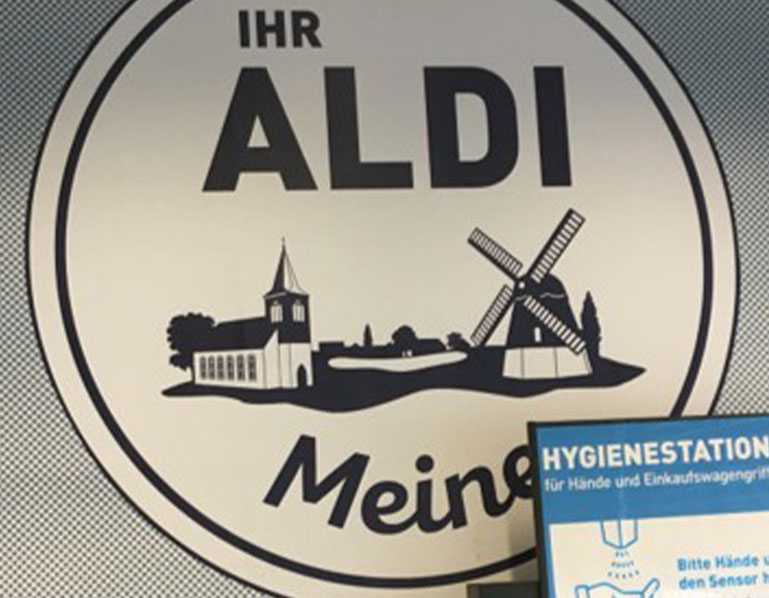 IHR
ALDI
Meine
HYGIENESTATION
für Hände und Einkaufswagengriff
Bitte Hände u
den Sensor h